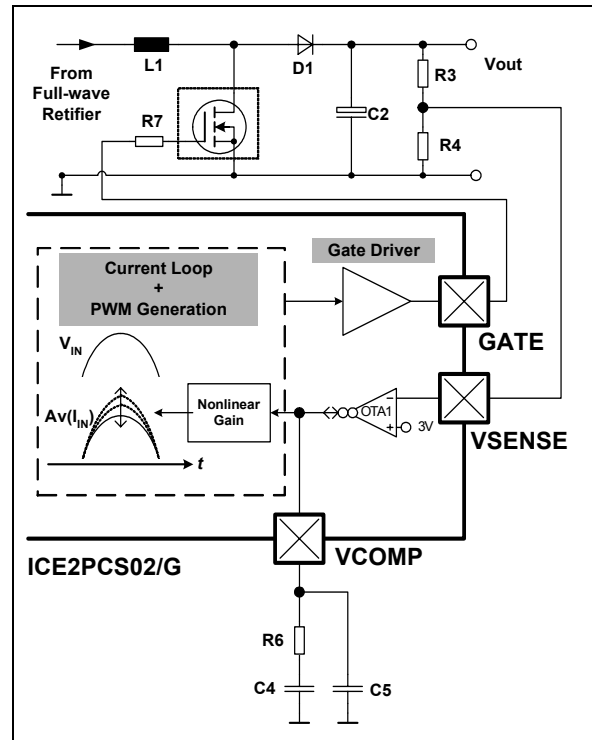 L1
D1
From
Full-wave
Retifier
R3
Vout
C2
R7
R4
Gate Driver
Current Loop
+
PWM Generation
GATE
VIN
Nonlinear
Gain
OTA1
−
+
3V
Av(IIN)
t
VSENSE
ICE2PCS02/G
VCOMP
R6
C4
C5